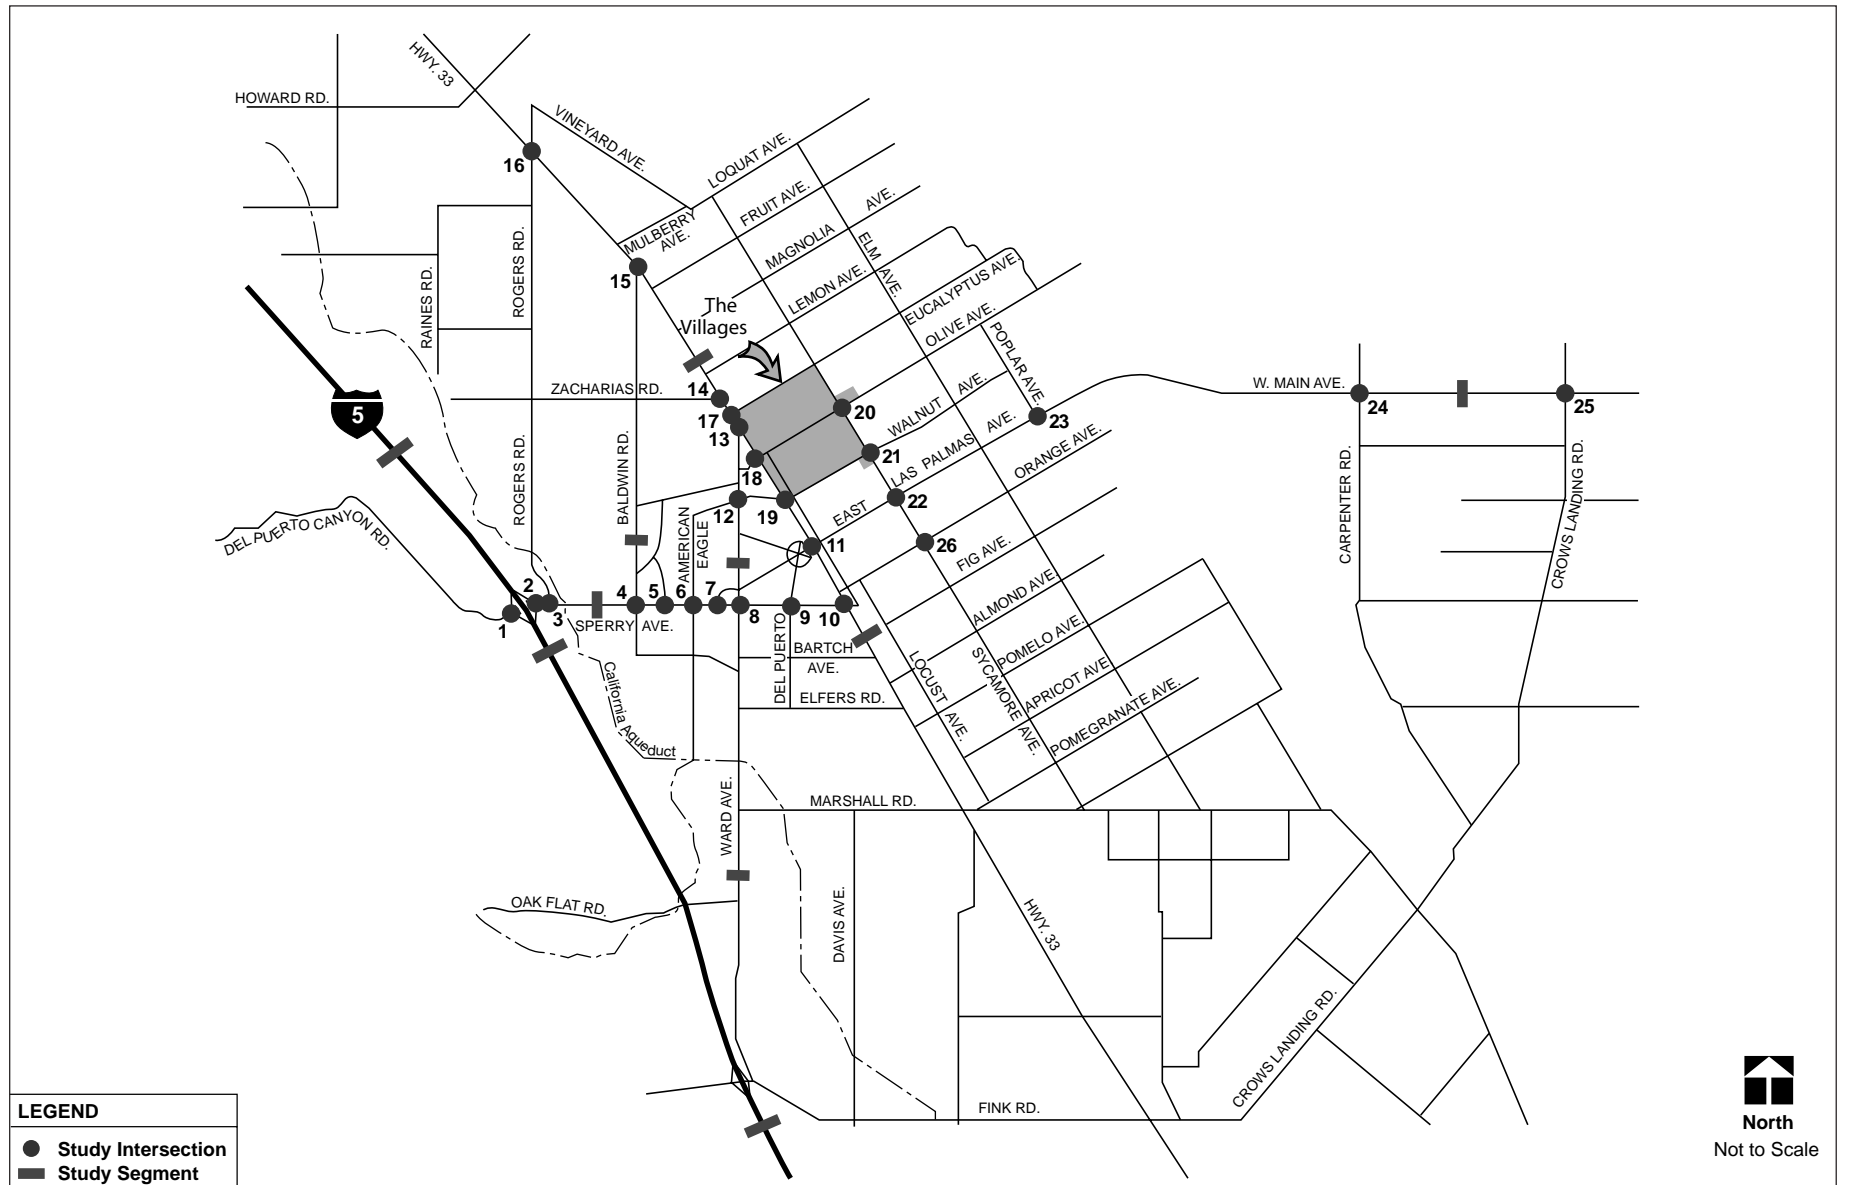 HWY. 33
HOWARD RD.
VINEYARD AVE.
16
LOQUAT AVE.
FRUIT AVE.
MAGNOLIA AVE.
MULBERRY
AVE.
ROGERS RD.
RAINES RD.
15
LEMON AVE.
ELM AVE.
EUCALYPTUS AVE.
OLIVE AVE.
The
Villages
POPLAR AVE.
ZACHARIAS RD.
14
17
13
20
WALNUT AVE.
W. MAIN AVE.
24
25
23
5
18
21
LAS PALMAS AVE.
ORANGE AVE.
ROGERS RD.
BALDWIN RD.
12
19
EAST
22
CARPENTER RD.
CROWS LANDING RD.
DEL PUERTO CANYON RD.
AMERICAN
EAGLE
11
26
FIG AVE.
2
3
1
4
5
6
7
8
9
10
SPERRY AVE.
ALMOND AVE.
POMELO AVE.
APRICOT AVE.
POMEGRANATE AVE.
DEL PUERTO
BARTCH
AVE.
ELFERS RD.
LOCUST AVE.
SYCAMORE AVE.
California Aqueduct
WARD AVE.
MARSHALL RD.
OAK FLAT RD.
DAVIS AVE.
HWY. 33
CROWS LANDING RD.
FINK RD.
LEGEND
Study Intersection
Study Segment
North
Not to Scale